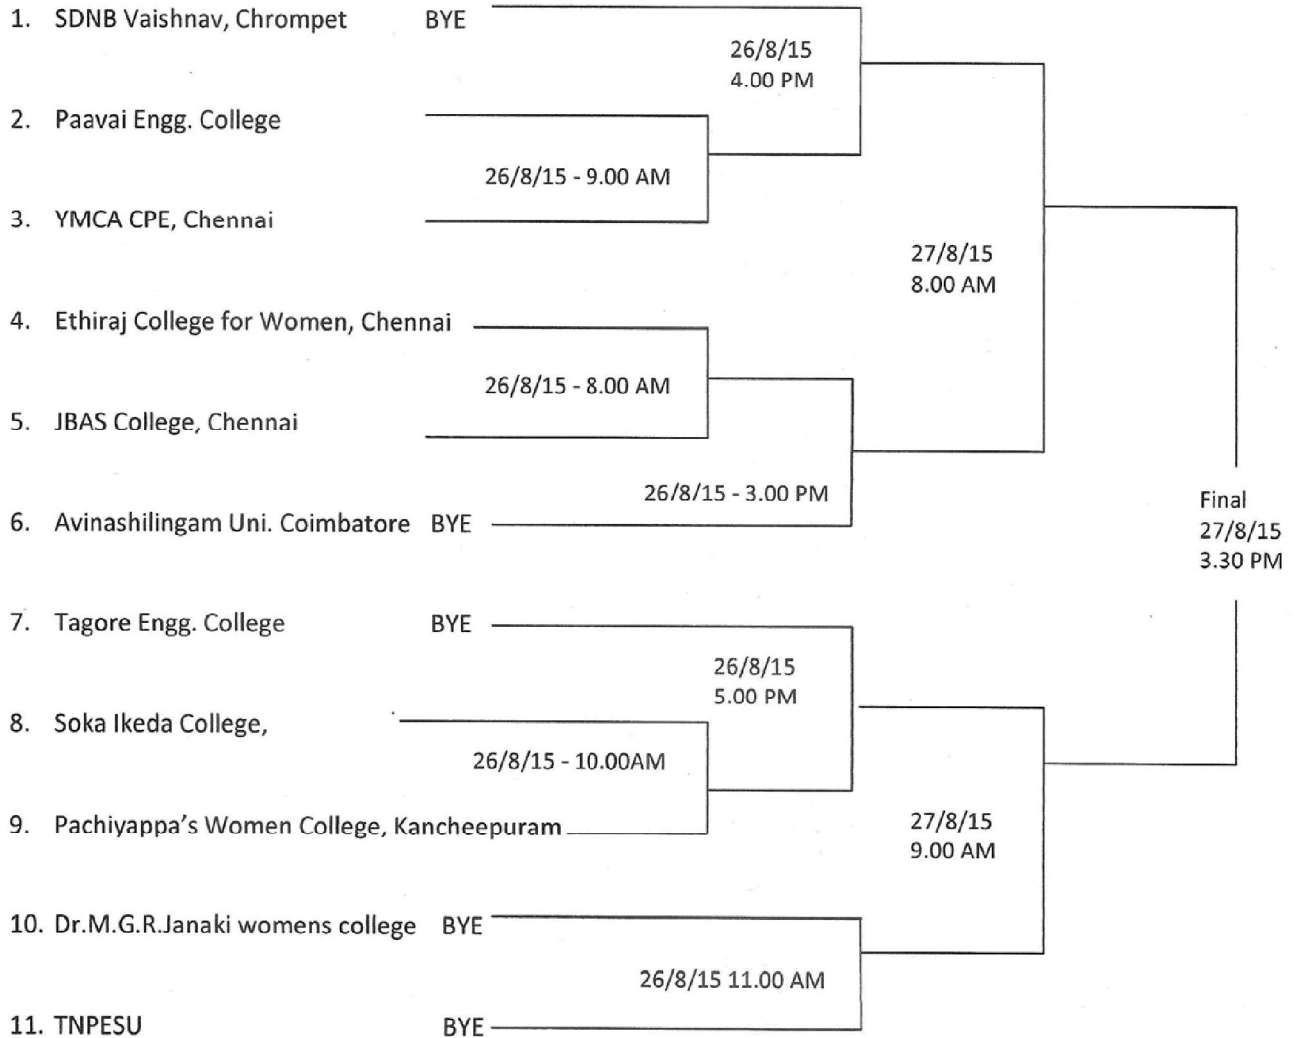 1. SDNB Vaishnav, Chrompet BYE
26/8/15
4.00 PM
2. Paavai Engg. College
26/8/15 - 9.00 AM
3. YMCA CPE, Chennai
27/8/15
8.00 AM
4. Ethiraj College for Women, Chennai
26/8/15 - 8.00 AM
5. JBAS College, Chennai
26/8/15 - 3.00 PM
6. Avinashilingam Uni. Coimbatore BYE
Final
27/8/15
3.30 PM
7. Tagore Engg. College BYE
26/8/15
5.00 PM
8. Soka Ikeda College,
26/8/15 - 10.00AM
9. Pachiyappa's Women College, Kancheepuram
27/8/15
9.00 AM
10. Dr.M.G.R.Janaki womens college BYE
26/8/15 11.00 AM
11. TNPESU BYE